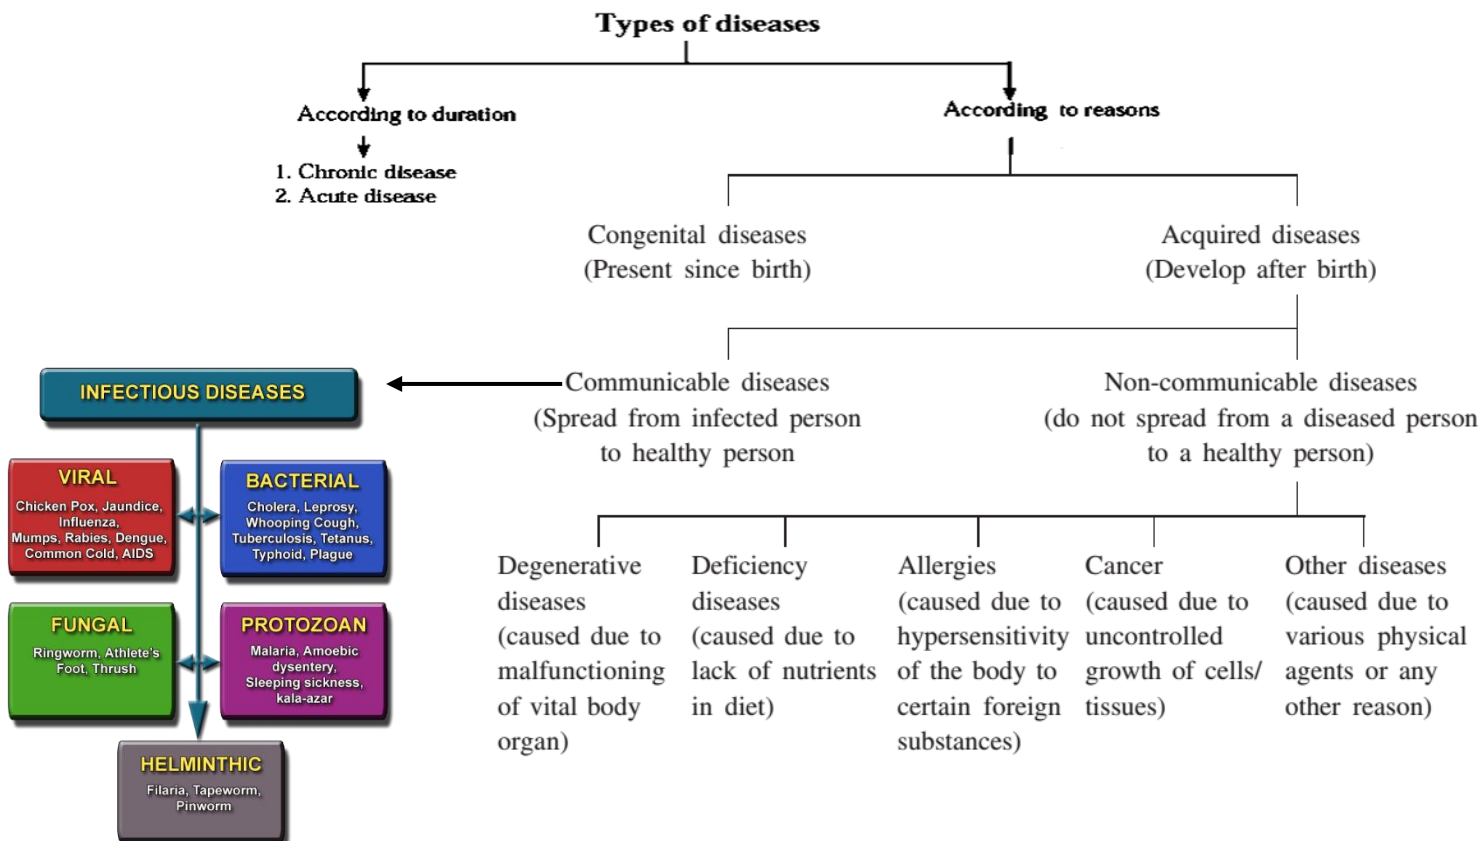 Types of diseases
According to duration
1. Chronic disease
2. Acute disease
According to reasons
Congenital diseases
(Present since birth)
Acquired diseases
(Develop after birth)
Communicable diseases
(Spread from infected person
to healthy person
Non-communicable diseases
(do not spread from a diseased person
to a healthy person)
INFECTIOUS DISEASES
VIRAL
Chicken Pox, Jaundice,
Influenza,
Mumps, Rabies, Dengue,
Common Cold, AIDS
BACTERIAL
Cholera, Leprosy,
Whooping Cough,
Tuberculosis, Tetanus,
Typhoid, Plague
FUNGAL
Ringworm, Athlete's
Foot, Thrush
PROTOZOAN
Malaria, Amoebic
dysentery,
Sleeping sickness,
kala-azar
HELMINTHIC
Filaria, Tapeworm,
Pinworm
Degenerative
diseases
(caused due to
malfunctioning
of vital body
organ)
Deficiency
diseases
(caused due to
lack of nutrients
in diet)
Allergies
(caused due to
hypersensitivity
of the body to
certain foreign
substances)
Cancer
(caused due to
uncontrolled
growth of cells/
tissues)
Other diseases
(caused due to
various physical
agents or any
other reason)